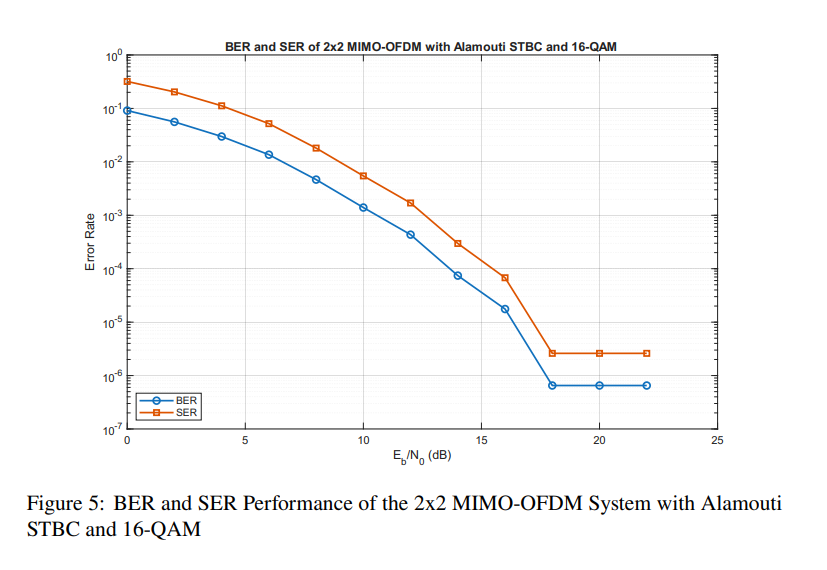 BER and SER of 2x2 MIMO-OFDM with Alamouti STBC and 16-QAM
10^0
10^-1
10^-2
10^-3
10^-4
10^-5
10^-6
10^-7
Error Rate
BER
SER
0 5 10 15 20 25
E_b/N_0 (dB)
Figure 5: BER and SER Performance of the 2x2 MIMO-OFDM System with Alamouti
STBC and 16-QAM